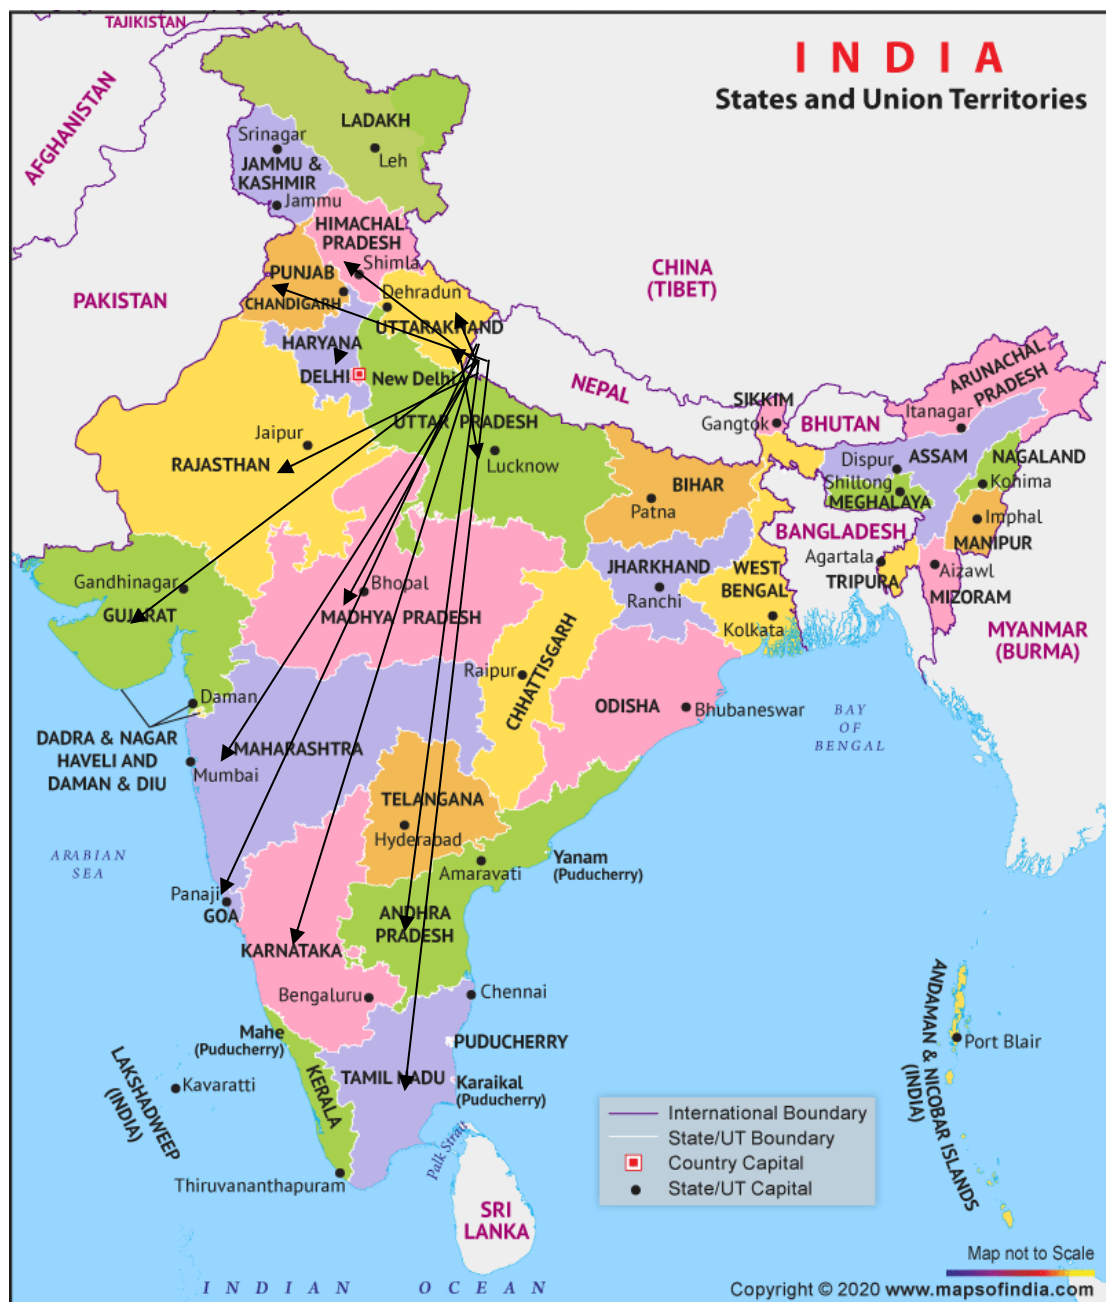 TAJIKISTAN
I N D I A
States and Union Territories
AFGHANISTAN
LADAKH
Srinagar
Leh
JAMMU &
KASHMIR
Jammu
HIMACHAL
PRADESH
Shimla
PUNJAB
CHANDIGARH
Dehradun
UTTARAKHAND
CHINA
(TIBET)
PAKISTAN
HARYANA
DELHI
New Delhi
NEPAL
UTTAR PRADESH
Lucknow
Jaipur
RAJASTHAN
SIKKIM
Gangtok
BHUTAN
ARUNACHAL
PRADESH
Itanagar
Dispur
ASSAM
NAGALAND
Shillong
Kohima
MEGHALAYA
BIHAR
Patna
Imphal
MANIPUR
BANGLADESH
Agartala
TRIPURA
Aizawl
MIZORAM
Gandhinagar
GUJARAT
Bhopal
MADHYA PRADESH
JHARKHAND
Ranchi
WEST
BENGAL
Kolkata
MYANMAR
(BURMA)
Raipur
CHHATTISGARH
ODISHA
Bhubaneswar
BAY
OF
BENGAL
Daman
DADRA & NAGAR
HAVELI AND
DAMAN & DIU
MAHARASHTRA
Mumbai
TELANGANA
Hyderabad
ARABIAN
SEA
Amaravati
Yanam
(Puducherry)
Panaji
GOA
ANDHRA
PRADESH
KARNATAKA
Bengaluru
Chennai
Mahe
(Puducherry)
PUDUCHERRY
LAKSHADWEEP
(INDIA)
Kavaratti
KERALA
TAMIL NADU
Karaikal
(Puducherry)
ANDAMAN & NICOBAR ISLANDS
(INDIA)
Port Blair
Palk Strait
Thiruvananthapuram
SRI
LANKA
International Boundary
State/UT Boundary
Country Capital
State/UT Capital
Map not to Scale
I N D I A N O C E A N
Copyright © 2020 www.mapsofindia.com